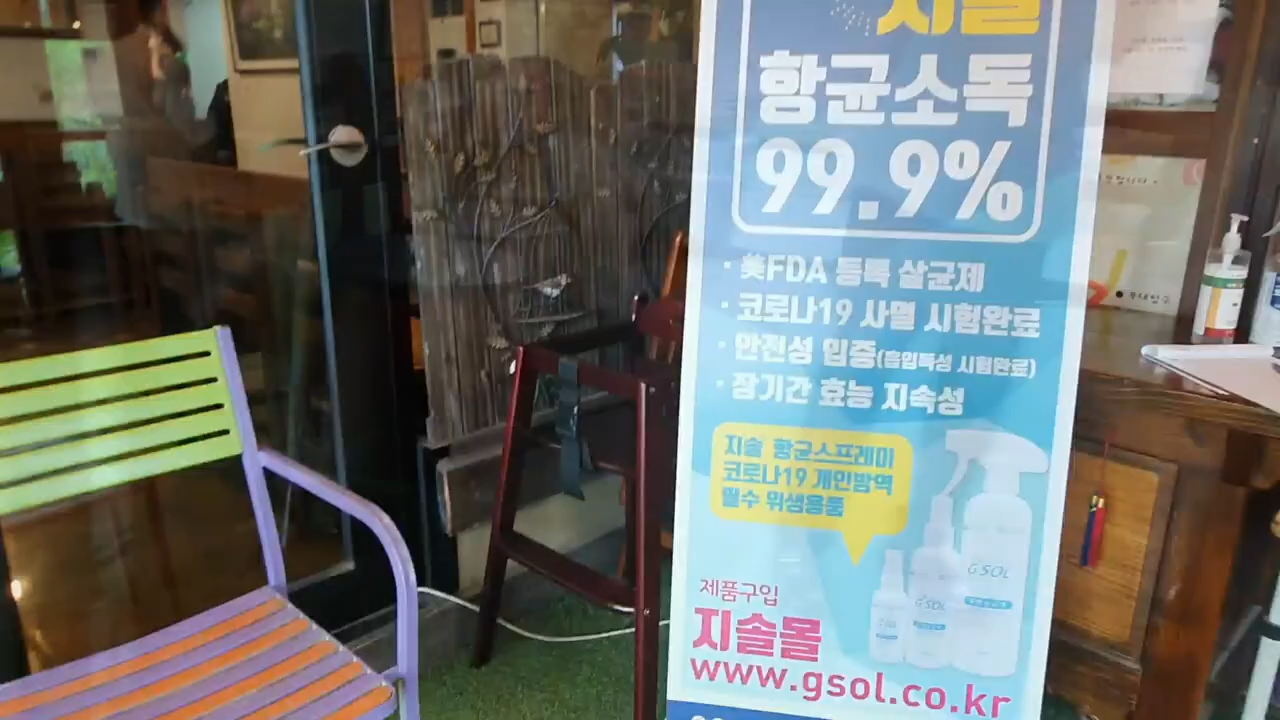 지솔
항균소독
99.9%
· 美FDA 등록 살균제
· 코로나19 사멸 시험완료
· 안전성 입증(흡입독성 시험완료)
· 장기간 효능 지속성
지솔 항균스프레이
코로나19 개인방역
필수 위생용품
G SOL
G SOL
제품구입
지솔몰
www.gsol.co.kr